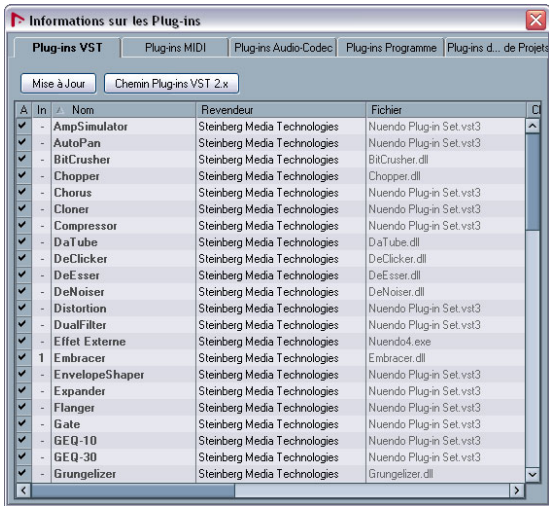 Informations sur les Plug-ins
Plug-ins VST Plug-ins MIDI Plug-ins Audio-Codec Plug-ins Programme Plug-ins d... de Projets
Mise à Jour Chemin Plug-ins VST 2.x
A In Nom Revendeur Fichier
- AmpSimulator Steinberg Media Technologies Nuendo Plug-in Set.vst3
- AutoPan Steinberg Media Technologies Nuendo Plug-in Set.vst3
- BitCrusher Steinberg Media Technologies BitCrusher.dll
- Chopper Steinberg Media Technologies Chopper.dll
- Chorus Steinberg Media Technologies Nuendo Plug-in Set.vst3
- Cloner Steinberg Media Technologies Nuendo Plug-in Set.vst3
- Compressor Steinberg Media Technologies Nuendo Plug-in Set.vst3
- DaTube Steinberg Media Technologies DaTube.dll
- DeClicker Steinberg Media Technologies DeClicker.dll
- DeEsser Steinberg Media Technologies DeEsser.dll
- DeNoiser Steinberg Media Technologies DeNoiser.dll
- Distortion Steinberg Media Technologies Nuendo Plug-in Set.vst3
- DualFilter Steinberg Media Technologies Nuendo Plug-in Set.vst3
- Effet Externe Steinberg Media Technologies Nuendo4.exe
1 Embracer Steinberg Media Technologies Embracer.dll
- EnvelopeShaper Steinberg Media Technologies Nuendo Plug-in Set.vst3
- Expander Steinberg Media Technologies Nuendo Plug-in Set.vst3
- Flanger Steinberg Media Technologies Nuendo Plug-in Set.vst3
- Gate Steinberg Media Technologies Nuendo Plug-in Set.vst3
- GEQ-10 Steinberg Media Technologies Nuendo Plug-in Set.vst3
- GEQ-30 Steinberg Media Technologies Nuendo Plug-in Set.vst3
- Grungelizer Steinberg Media Technologies Grungelizer.dll